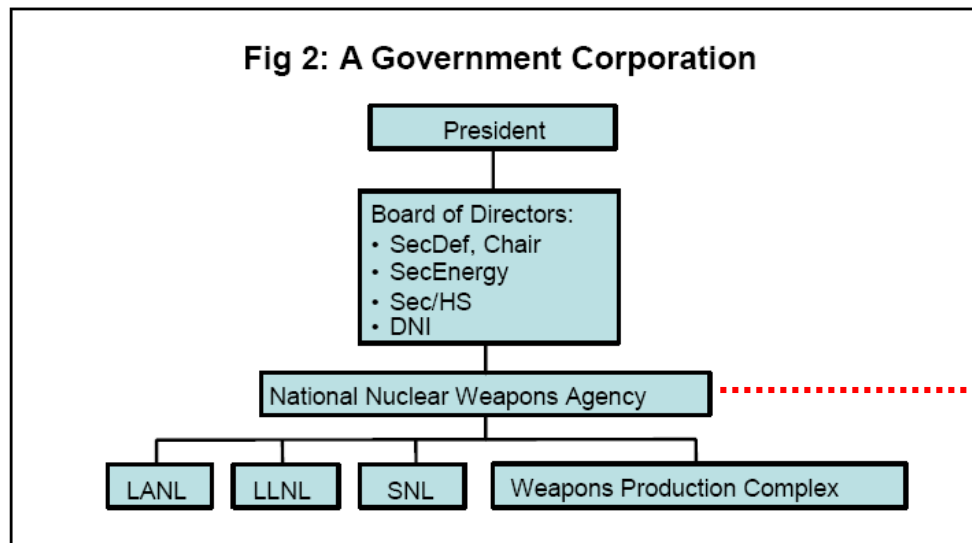 Fig 2: A Government Corporation
President
Board of Directors:
• SecDef, Chair
• SecEnergy
• Sec/HS
• DNI
National Nuclear Weapons Agency
LANL
LLNL
SNL
Weapons Production Complex